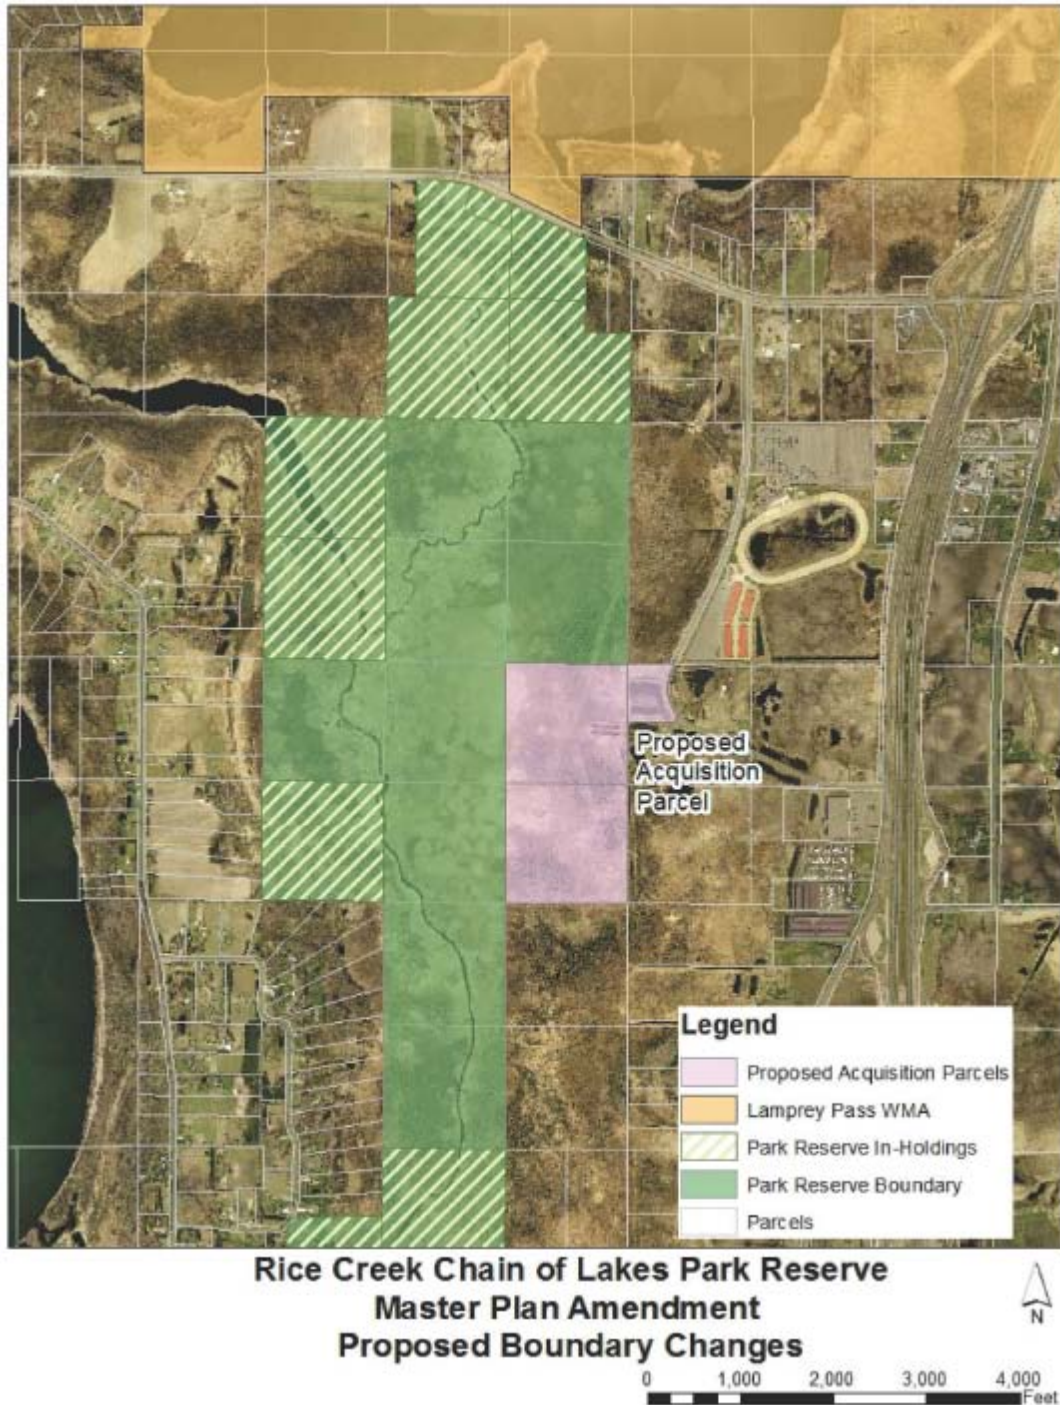 Proposed
Acquisition
Parcel
Legend
Proposed Acquisition Parcels
Lamprey Pass WMA
Park Reserve In-Holdings
Park Reserve Boundary
Parcels
Rice Creek Chain of Lakes Park Reserve
Master Plan Amendment
Proposed Boundary Changes
N
0 1,000 2,000 3,000 4,000
Feet